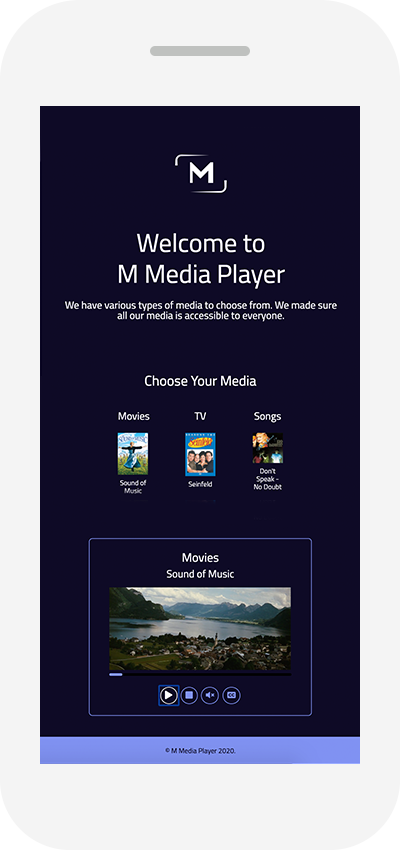 M
Welcome to
M Media Player
We have various types of media to choose from. We made sure
all our media is accessible to everyone.
Choose Your Media
Movies
TV
Songs
Sound of
Music
Seinfeld
Don't
Speak -
No Doubt
Movies
Sound of Music
CC
© M Media Player 2020.